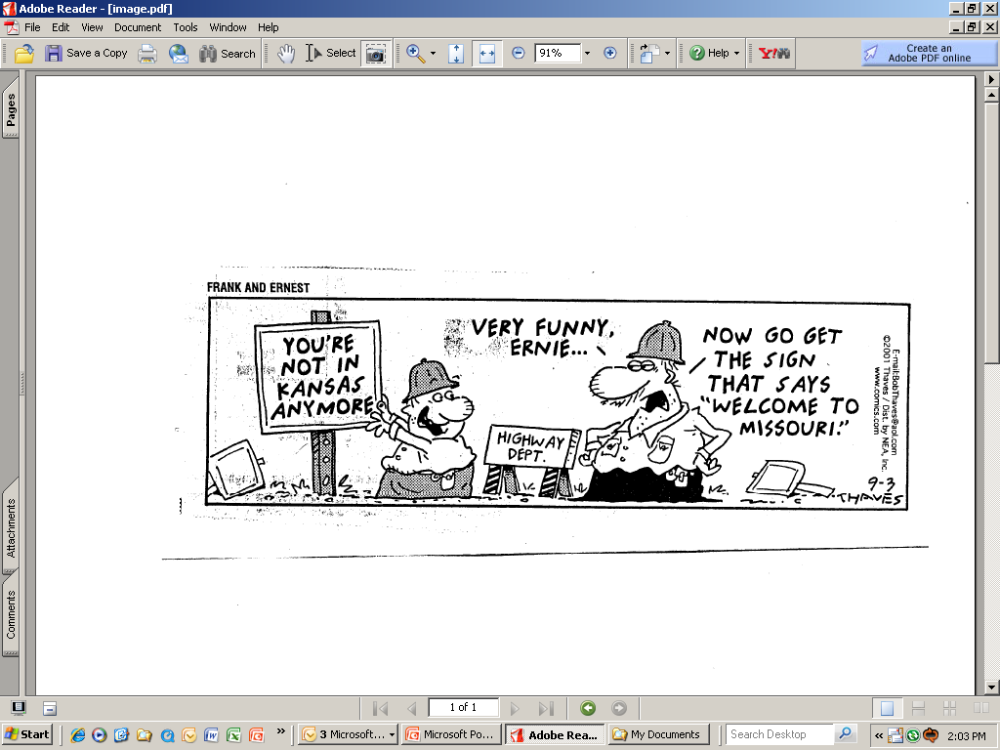 Adobe Reader - [image.pdf]
File Edit View Document Tools Window Help
Save a Copy Search Select 91% Help Y! Create an
Adobe PDF online
Pages
Attachments
Comments
FRANK AND ERNEST
YOU'RE
NOT IN
KANSAS
ANYMORE
VERY FUNNY,
ERNIE...
HIGHWAY
DEPT.
NOW GO GET
THE SIGN
THAT SAYS
"WELCOME TO
MISSOURI."
E-mail:BobThaves@aol.com
©2001 Thaves / Dist. by NEA, Inc.
www.comics.com
9-3
THAVES
1 of 1
Start » 3 Microsoft... Microsoft Po... Adobe Rea... My Documents Search Desktop « 2:03 PM